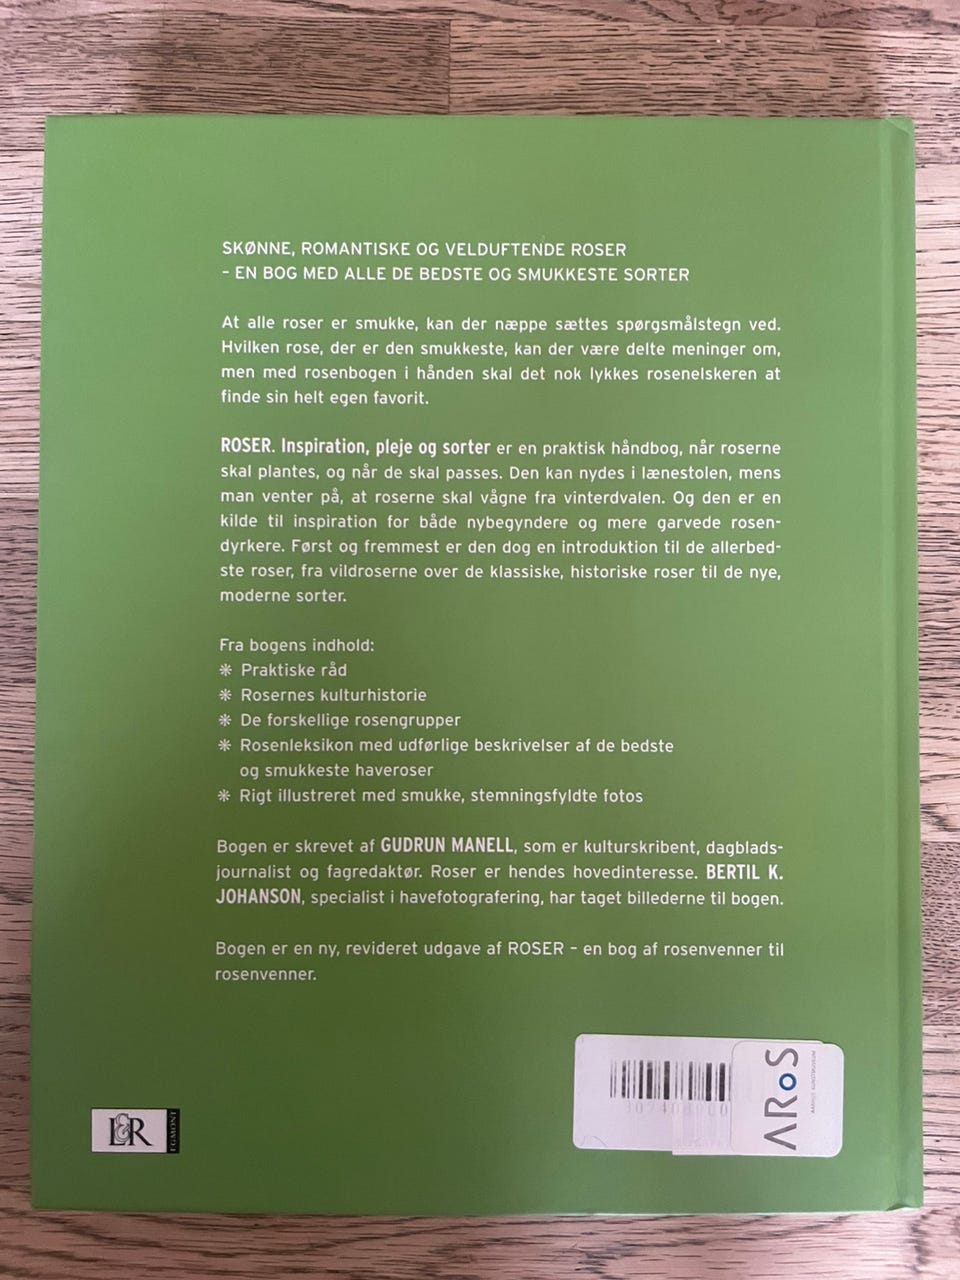 SKØNNE, ROMANTISKE OG VELDUFTENDE ROSER
– EN BOG MED ALLE DE BEDSTE OG SMUKKESTE SORTER
At alle roser er smukke, kan der næppe sættes spørgsmålstegn ved.
Hvilken rose, der er den smukkeste, kan der være delte meninger om,
men med rosenbogen i hånden skal det nok lykkes rosenelskeren at
finde sin helt egen favorit.
ROSER. Inspiration, pleje og sorter er en praktisk håndbog, når roserne
skal plantes, og når de skal passes. Den kan nydes i lænestolen, mens
man venter på, at roserne skal vågne fra vinterdvalen. Og den er en
kilde til inspiration for både nybegyndere og mere garvede rosen-
dyrkere. Først og fremmest er den dog en introduktion til de allerbed-
ste roser, fra vildroserne over de klassiske, historiske roser til de nye,
moderne sorter.
Fra bogens indhold:
❋ Praktiske råd
❋ Rosernes kulturhistorie
❋ De forskellige rosengrupper
❋ Rosenleksikon med udførlige beskrivelser af de bedste
og smukkeste haveroser
❋ Rigt illustreret med smukke, stemningsfyldte fotos
Bogen er skrevet af GUDRUN MANELL, som er kulturskribent, dagblads-
journalist og fagredaktør. Roser er hendes hovedinteresse. BERTIL K.
JOHANSON, specialist i havefotografering, har taget billederne til bogen.
Bogen er en ny, revideret udgave af ROSER – en bog af rosenvenner til
rosenvenner.
L&R
EGMONT
ARoS
AARHUS KUNSTMUSEUM